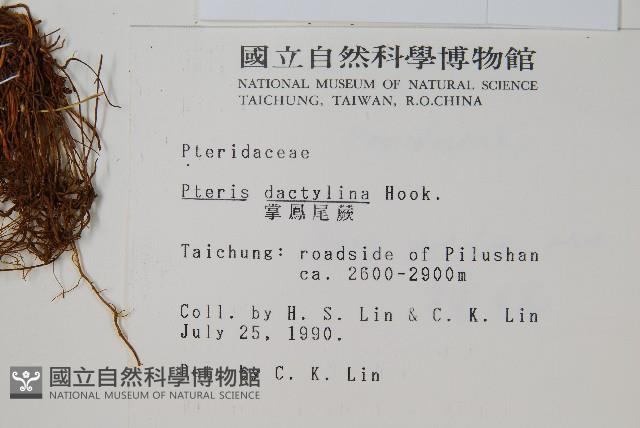 國立自然科學博物館
NATIONAL MUSEUM OF NATURAL SCIENCE
TAICHUNG, TAIWAN, R.O.CHINA
Pteridaceae
Pteris dactylina Hook.
掌鳳尾蕨
Taichung: roadside of Pilushan
ca. 2600-2900m
Coll. by H. S. Lin & C. K. Lin
July 25, 1990.
by C. K. Lin
國立自然科學博物館
NATIONAL MUSEUM OF NATURAL SCIENCE